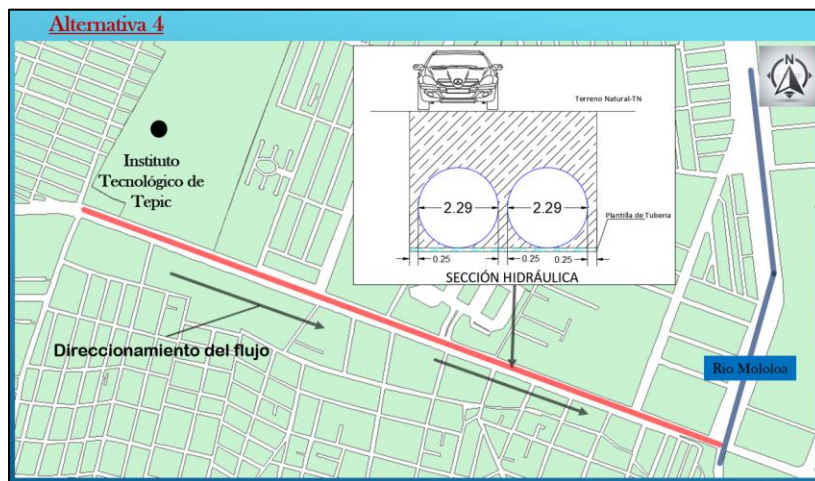 Alternativa 4
N
Terreno Natural-TN
Instituto
Tecnológico de
Tepic
2.29
2.29
Plantilla de Tuberia
0.25
0.25
0.25
SECCIÓN HIDRÁULICA
Direccionamiento del flujo
Rio Mololoa